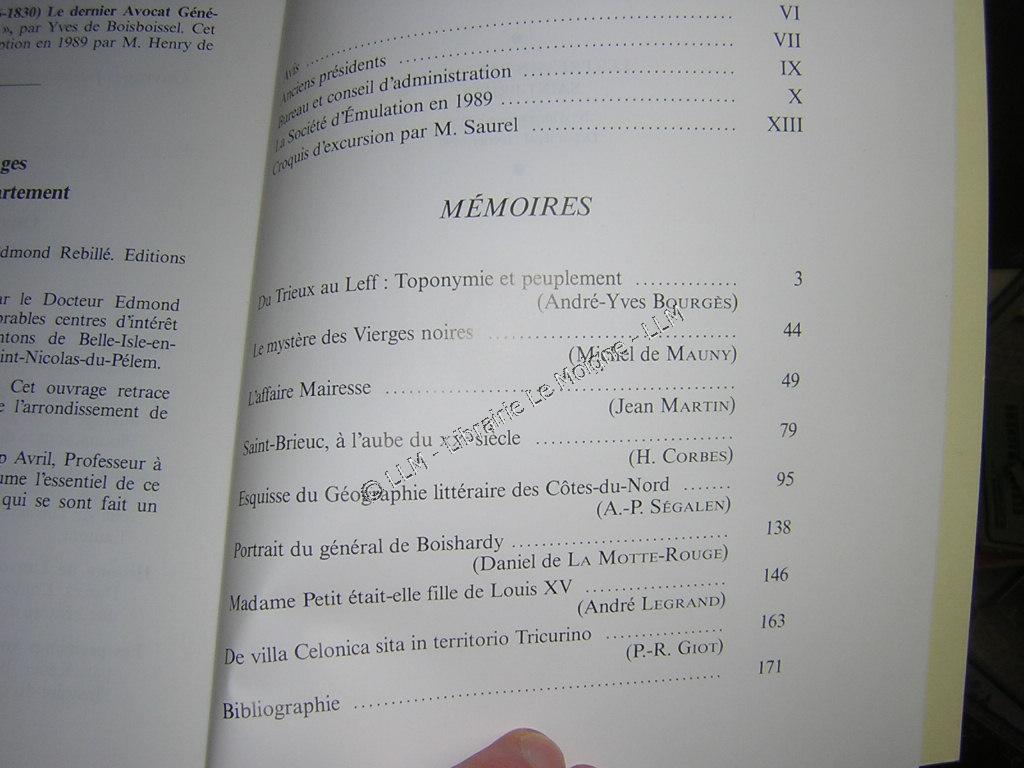 -1830) Le dernier Avocat Géné-
», par Yves de Boisboissel. Cet
ption en 1989 par M. Henry de
ges
artement
dmond Rebillé. Editions
ar le Docteur Edmond
orables centres d'intérêt
ntons de Belle-Isle-en-
int-Nicolas-du-Pélem.
Cet ouvrage retrace
e l'arrondissement de
p Avril, Professeur à
ume l'essentiel de ce
qui se sont fait un
Avis ........ VI
Anciens présidents ........ VII
Bureau et conseil d'administration ........ IX
La Société d'Émulation en 1989 ........ X
Croquis d'excursion par M. Saurel ........ XIII
MÉMOIRES
Du Trieux au Leff : Toponymie et peuplement ........ 3
(André-Yves BOURGÈS)
Le mystère des Vierges noires ........ 44
(Michel de MAUNY)
L'affaire Mairesse ........ 49
(Jean MARTIN)
Saint-Brieuc, à l'aube du siècle ........ 79
(H. CORBES)
Esquisse du Géographie littéraire des Côtes-du-Nord ........ 95
(A.-P. SÉGALEN)
Portrait du général de Boishardy ........ 138
(Daniel de LA MOTTE-ROUGE)
Madame Petit était-elle fille de Louis XV ........ 146
(André LEGRAND)
De villa Celonica sita in territorio Tricurino ........ 163
(P.-R. GIOT)
Bibliographie ........ 171
© LLM - Librairie Le Moigne - LLM